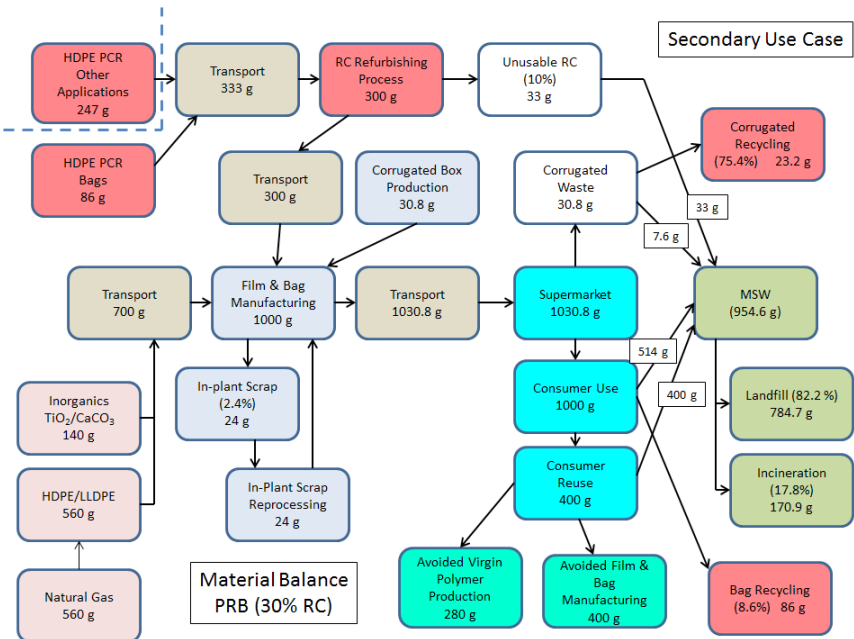 Secondary Use Case
HDPE PCR
Other
Applications
247 g
Transport
333 g
RC Refurbishing
Process
300 g
Unusable RC
(10%)
33 g
HDPE PCR
Bags
86 g
Transport
300 g
Corrugated Box
Production
30.8 g
Corrugated
Waste
30.8 g
Corrugated
Recycling
(75.4%) 23.2 g
33 g
7.6 g
Transport
700 g
Film & Bag
Manufacturing
1000 g
Transport
1030.8 g
Supermarket
1030.8 g
MSW
(954.6 g)
514 g
400 g
Inorganics
TiO₂/CaCO₃
140 g
In-plant Scrap
(2.4%)
24 g
Consumer Use
1000 g
Landfill (82.2 %)
784.7 g
HDPE/LLDPE
560 g
In-Plant Scrap
Reprocessing
24 g
Consumer
Reuse
400 g
Incineration
(17.8%)
170.9 g
Natural Gas
560 g
Material Balance
PRB (30% RC)
Avoided Virgin
Polymer
Production
280 g
Avoided Film &
Bag
Manufacturing
400 g
Bag Recycling
(8.6%) 86 g